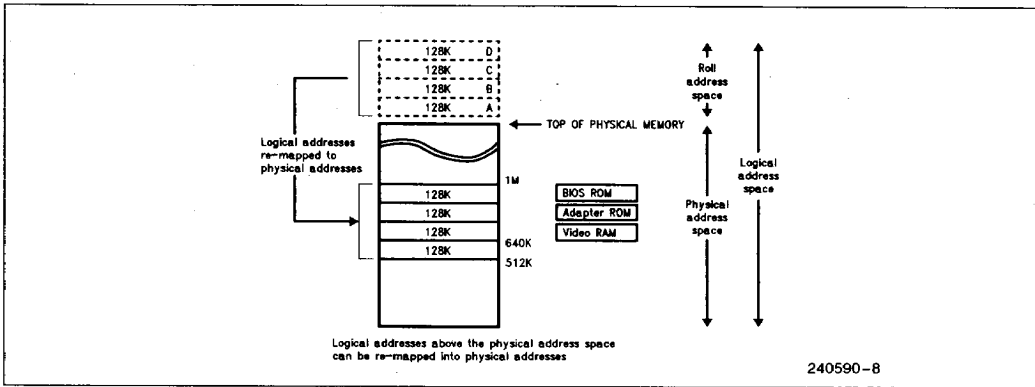 128K D
128K C
128K B
128K A
Roll
address
space
TOP OF PHYSICAL MEMORY
Logical addresses
re-mapped to
physical addresses
Logical
address
space
1M
128K
BIOS ROM
128K
Adapter ROM
Physical
address
space
128K
Video RAM
640K
128K
512K
Logical addresses above the physical address space
can be re-mapped into physical addresses
240590-8